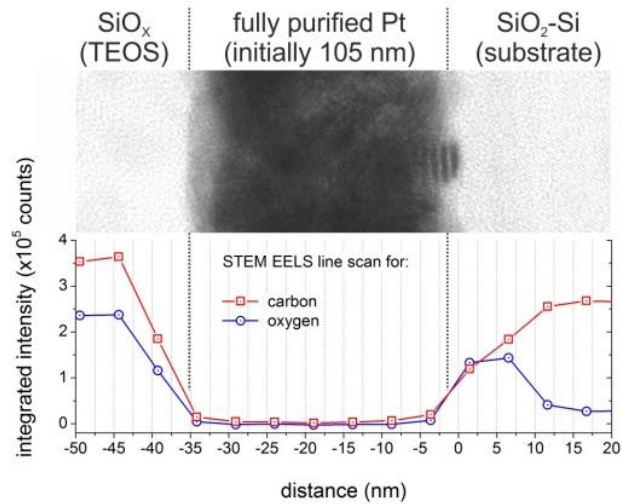 SiOₓ
(TEOS)
fully purified Pt
(initially 105 nm)
SiO₂-Si
(substrate)
integrated intensity (x10⁵ counts)
4
3
2
1
0
STEM EELS line scan for:
carbon
oxygen
-50 -45 -40 -35 -30 -25 -20 -15 -10 -5 0 5 10 15 20
distance (nm)